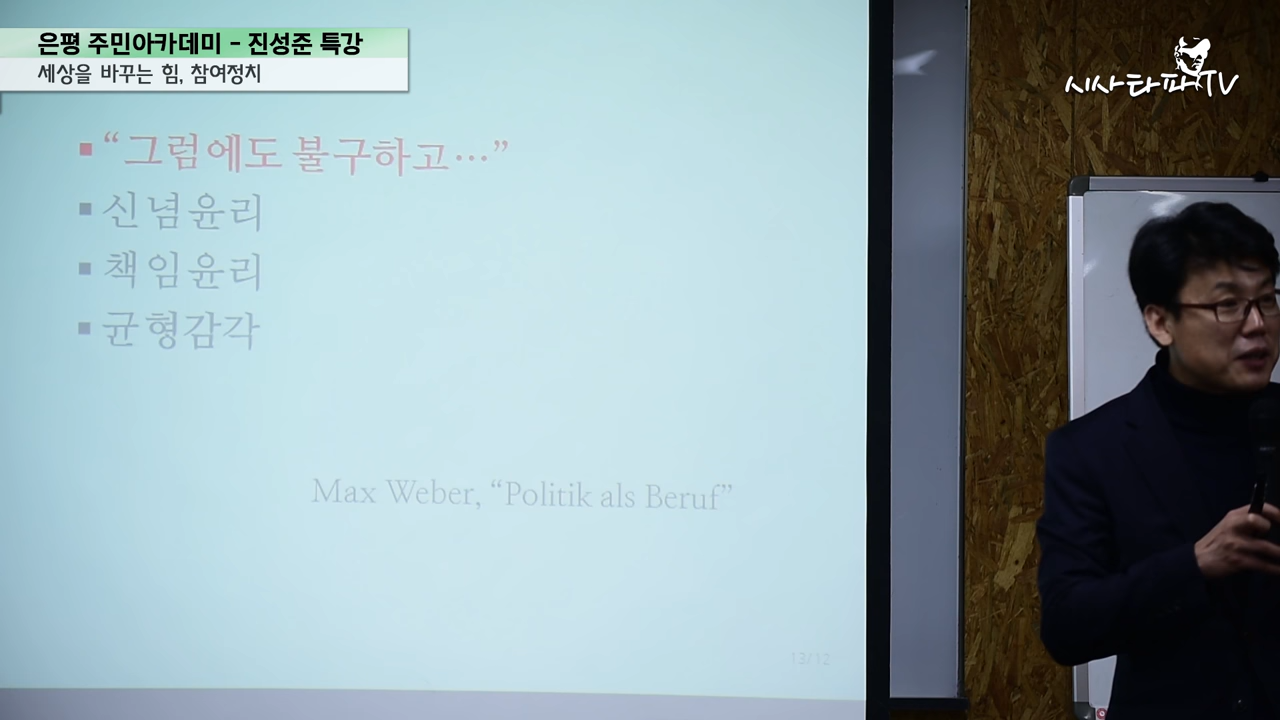 은평 주민아카데미 - 진성준 특강
세상을 바꾸는 힘, 참여정치
시사타파TV
▪ “그럼에도 불구하고…”
▪ 신념윤리
▪ 책임윤리
▪ 균형감각
Max Weber, “Politik als Beruf”
13/12